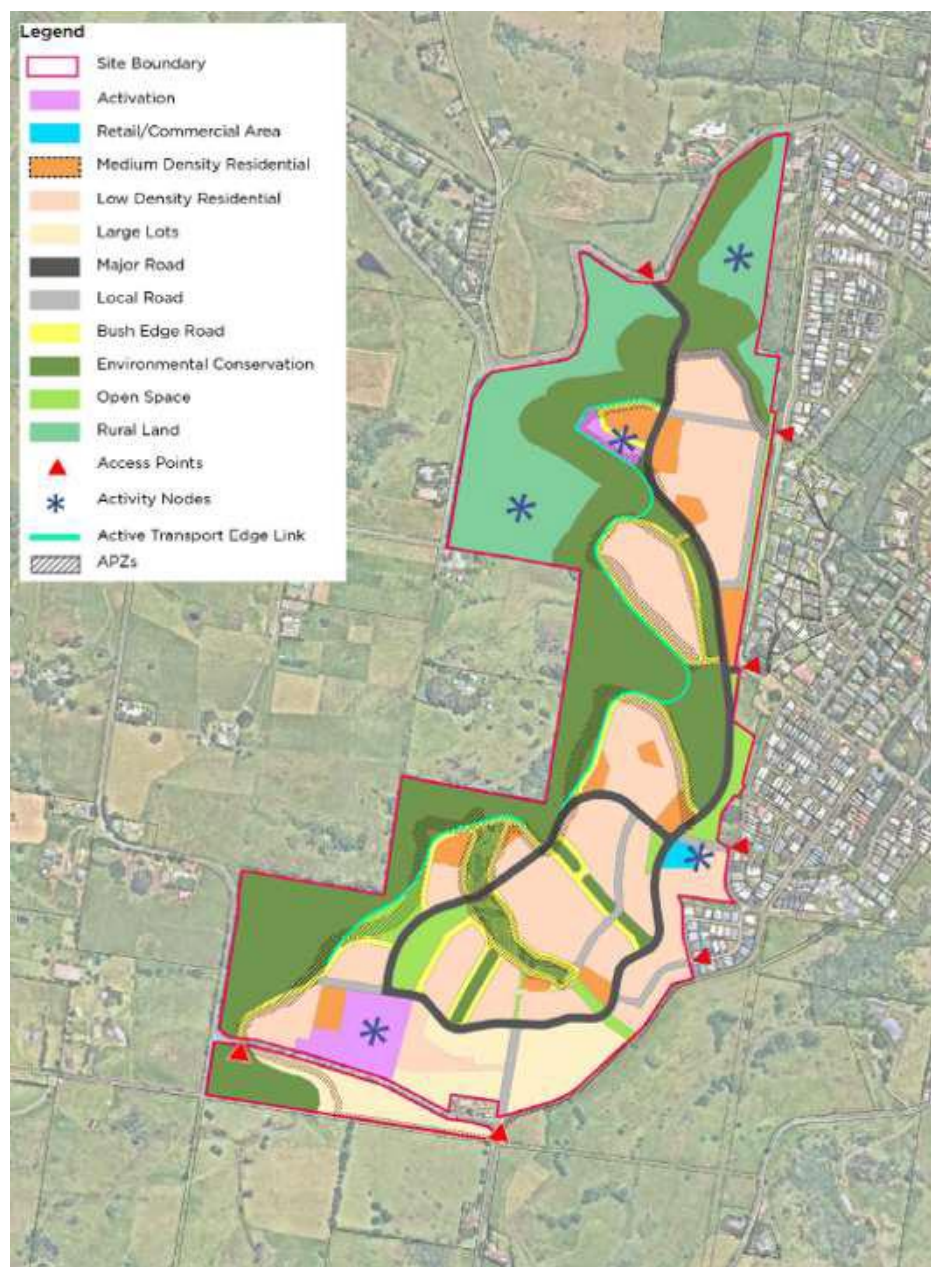 Legend
Site Boundary
Activation
Retail/Commercial Area
Medium Density Residential
Low Density Residential
Large Lots
Major Road
Local Road
Bush Edge Road
Environmental Conservation
Open Space
Rural Land
Access Points
Activity Nodes
Active Transport Edge Link
APZs